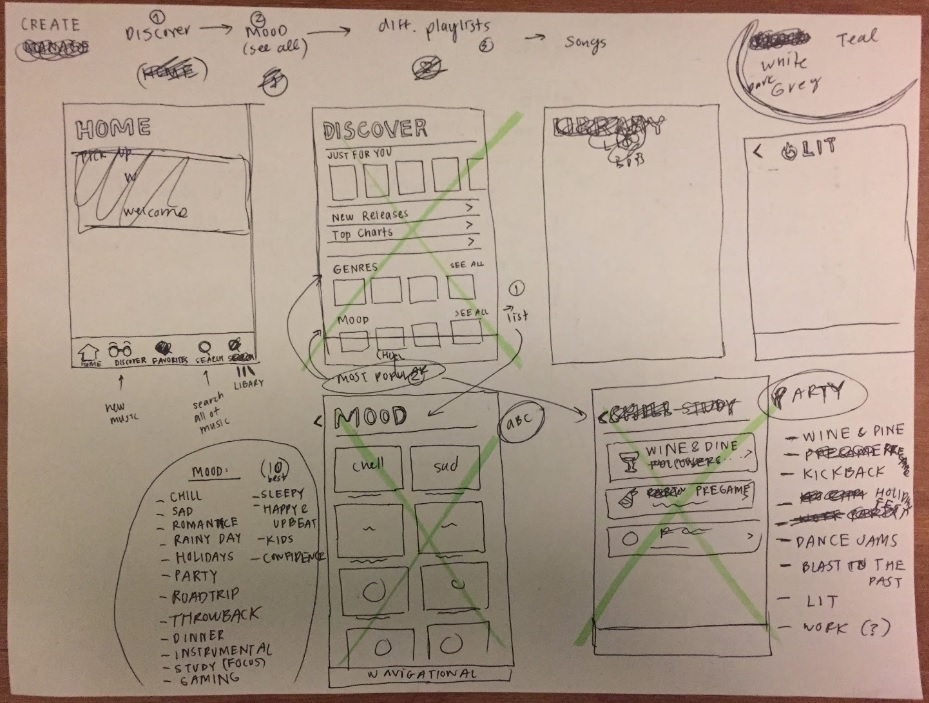 CREATE
MANAGE
① DISCOVER → ② MOOD (see all) → diff. playlists ③ → songs
(HOME)
Teal
white
DARK Grey
HOME
PICK UP
W
welcome
HOME DISCOVER FAVORITES SEARCH
LIBRARY
new music
search all of music
DISCOVER
JUST FOR YOU
New Releases >
Top Charts >
>
GENRES SEE ALL
MOOD SEE ALL
CHILL
MOST POPULAR
②
① → list
LIBRARY
< LIT
< MOOD
ABC
chell sad
NAVIGATIONAL
< CHILL STUDY
WINE & DINE
FOLLOWERS... >
PREGAME >
>
PARTY
- WINE & DINE
- PREGAME
- KICKBACK
- DANCE JAMS
- BLAST TO THE PAST
- LIT
- WORK (?)
MOOD: (10 best)
- CHILL
- SAD
- ROMANTICE
- RAINY DAY
- HOLIDAYS
- PARTY
- ROADTRIP
- THROWBACK
- DINNER
- INSTRUMENTAL
- STUDY (FOCUS)
- GAMING
- SLEEPY
- HAPPY & UPBEAT
- KIDS
- CONFIDENCE